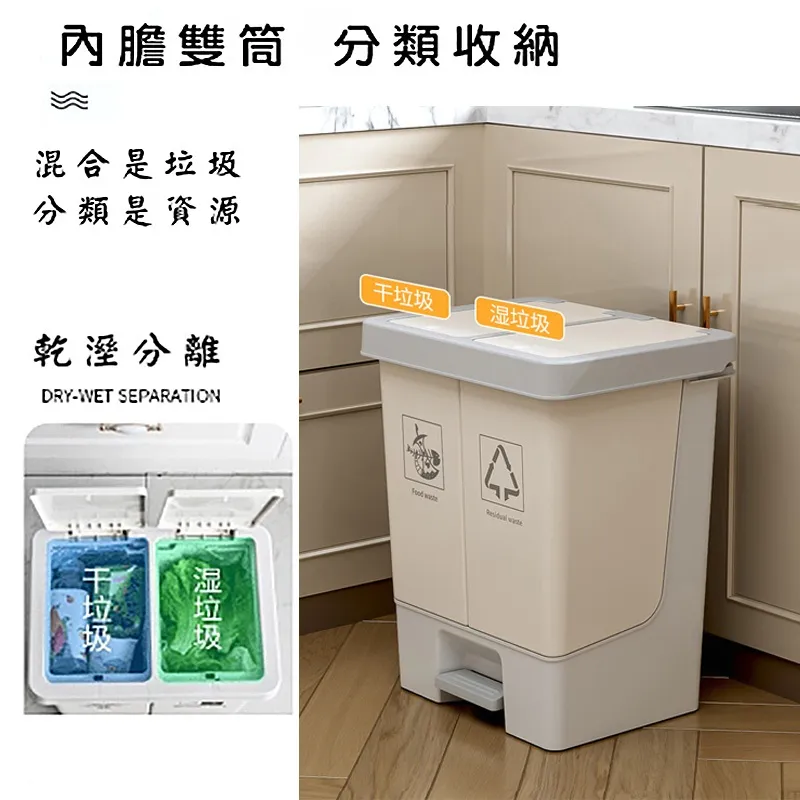 內膽雙筒 分類收納
混合是垃圾
分類是資源
乾溼分離
DRY-WET SEPARATION
干垃圾
湿垃圾
Food waste
Residual waste
干垃圾
湿垃圾